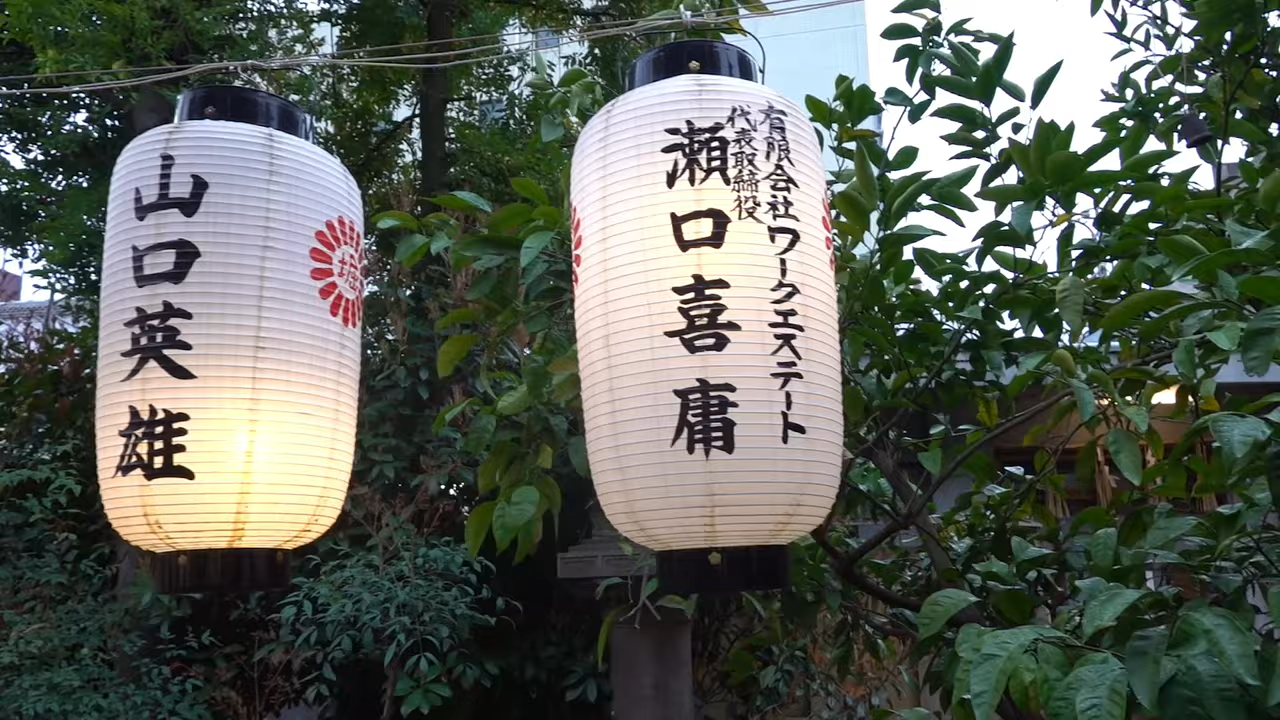 山口英雄
有限会社ワークエステート
代表取締役
瀬口喜庸